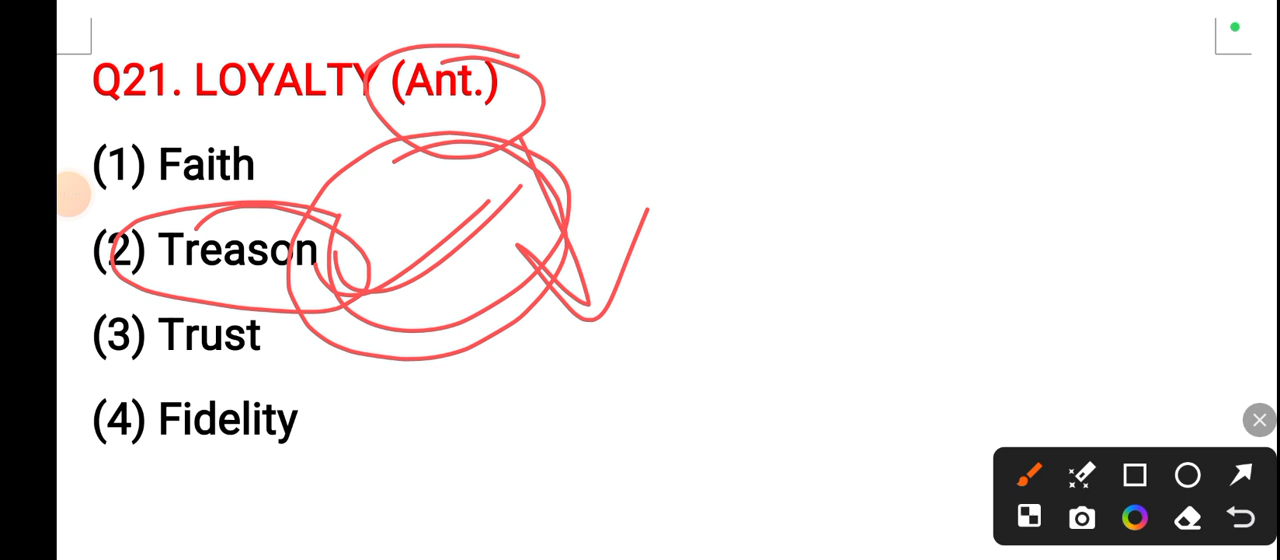 Q21. LOYALTY (Ant.)
(1) Faith
(2) Treason
(3) Trust
(4) Fidelity